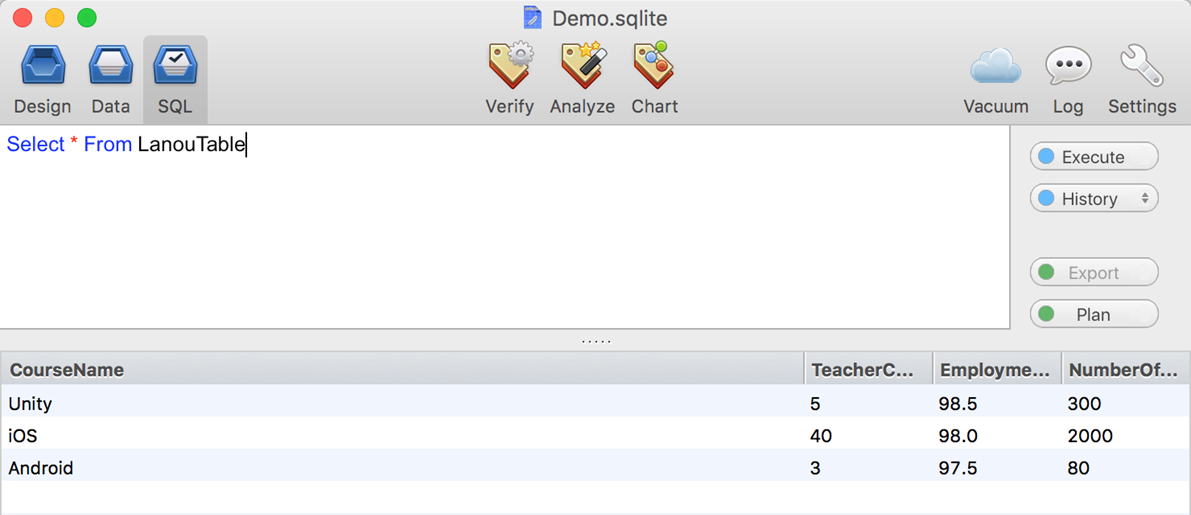 Demo.sqlite
Design Data SQL Verify Analyze Chart Vacuum Log Settings
Select * From LanouTable
Execute
History
Export
Plan
CourseName TeacherC... Employme... NumberOf...
Unity 5 98.5 300
iOS 40 98.0 2000
Android 3 97.5 80